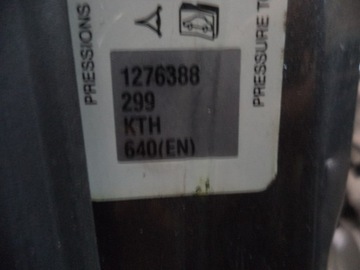 PRESSIONS
1276388
299
KTH
640(EN)
PRESSURE T